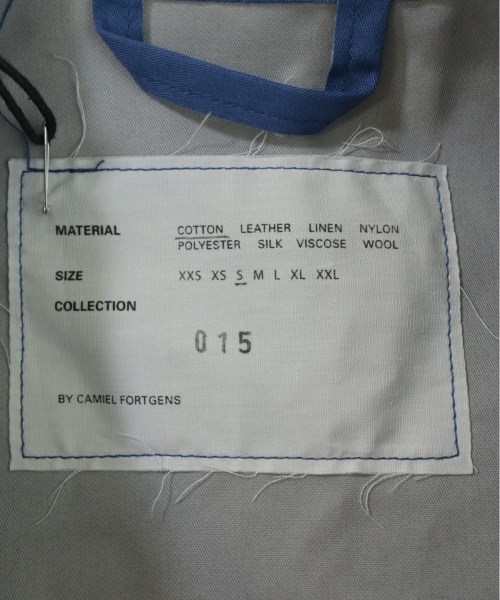 MATERIAL COTTON LEATHER LINEN NYLON
POLYESTER SILK VISCOSE WOOL
SIZE XXS XS S M L XL XXL
COLLECTION
015
BY CAMIEL FORTGENS